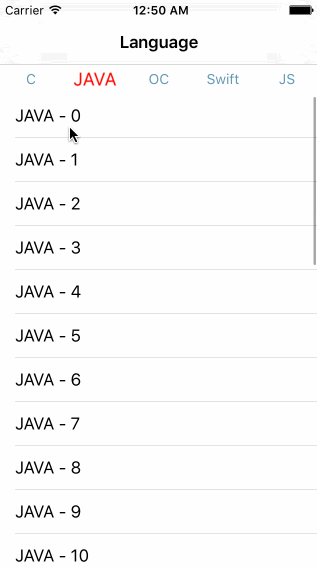 Carrier 12:50 AM
Language
C JAVA OC Swift JS
JAVA - 0
JAVA - 1
JAVA - 2
JAVA - 3
JAVA - 4
JAVA - 5
JAVA - 6
JAVA - 7
JAVA - 8
JAVA - 9
JAVA - 10